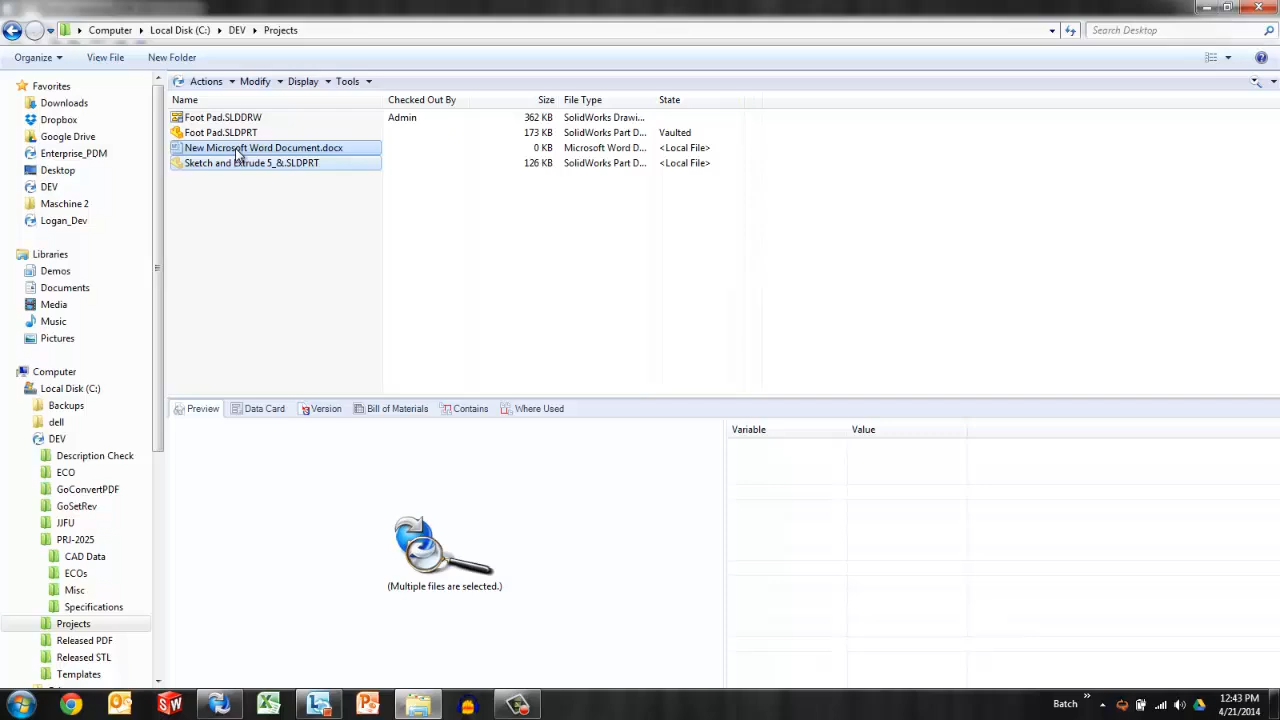 Computer Local Disk (C:) DEV Projects
Search Desktop
Organize View File New Folder
Favorites
Downloads
Dropbox
Google Drive
Enterprise_PDM
Desktop
DEV
Maschine 2
Logan_Dev
Libraries
Demos
Documents
Media
Music
Pictures
Computer
Local Disk (C:)
Backups
dell
DEV
Description Check
ECO
GoConvertPDF
GoSetRev
JJFU
PRJ-2025
CAD Data
ECOs
Misc
Specifications
Projects
Released PDF
Released STL
Templates
Actions Modify Display Tools
Name Checked Out By Size File Type State
Foot Pad.SLDDRW Admin 362 KB SolidWorks Drawi...
Foot Pad.SLDPRT 173 KB SolidWorks Part D... Vaulted
New Microsoft Word Document.docx 0 KB Microsoft Word D... <Local File>
Sketch and Extrude 5_&.SLDPRT 126 KB SolidWorks Part D... <Local File>
Preview Data Card Version Bill of Materials Contains Where Used
Variable Value
(Multiple files are selected.)
Batch
12:43 PM
4/21/2014